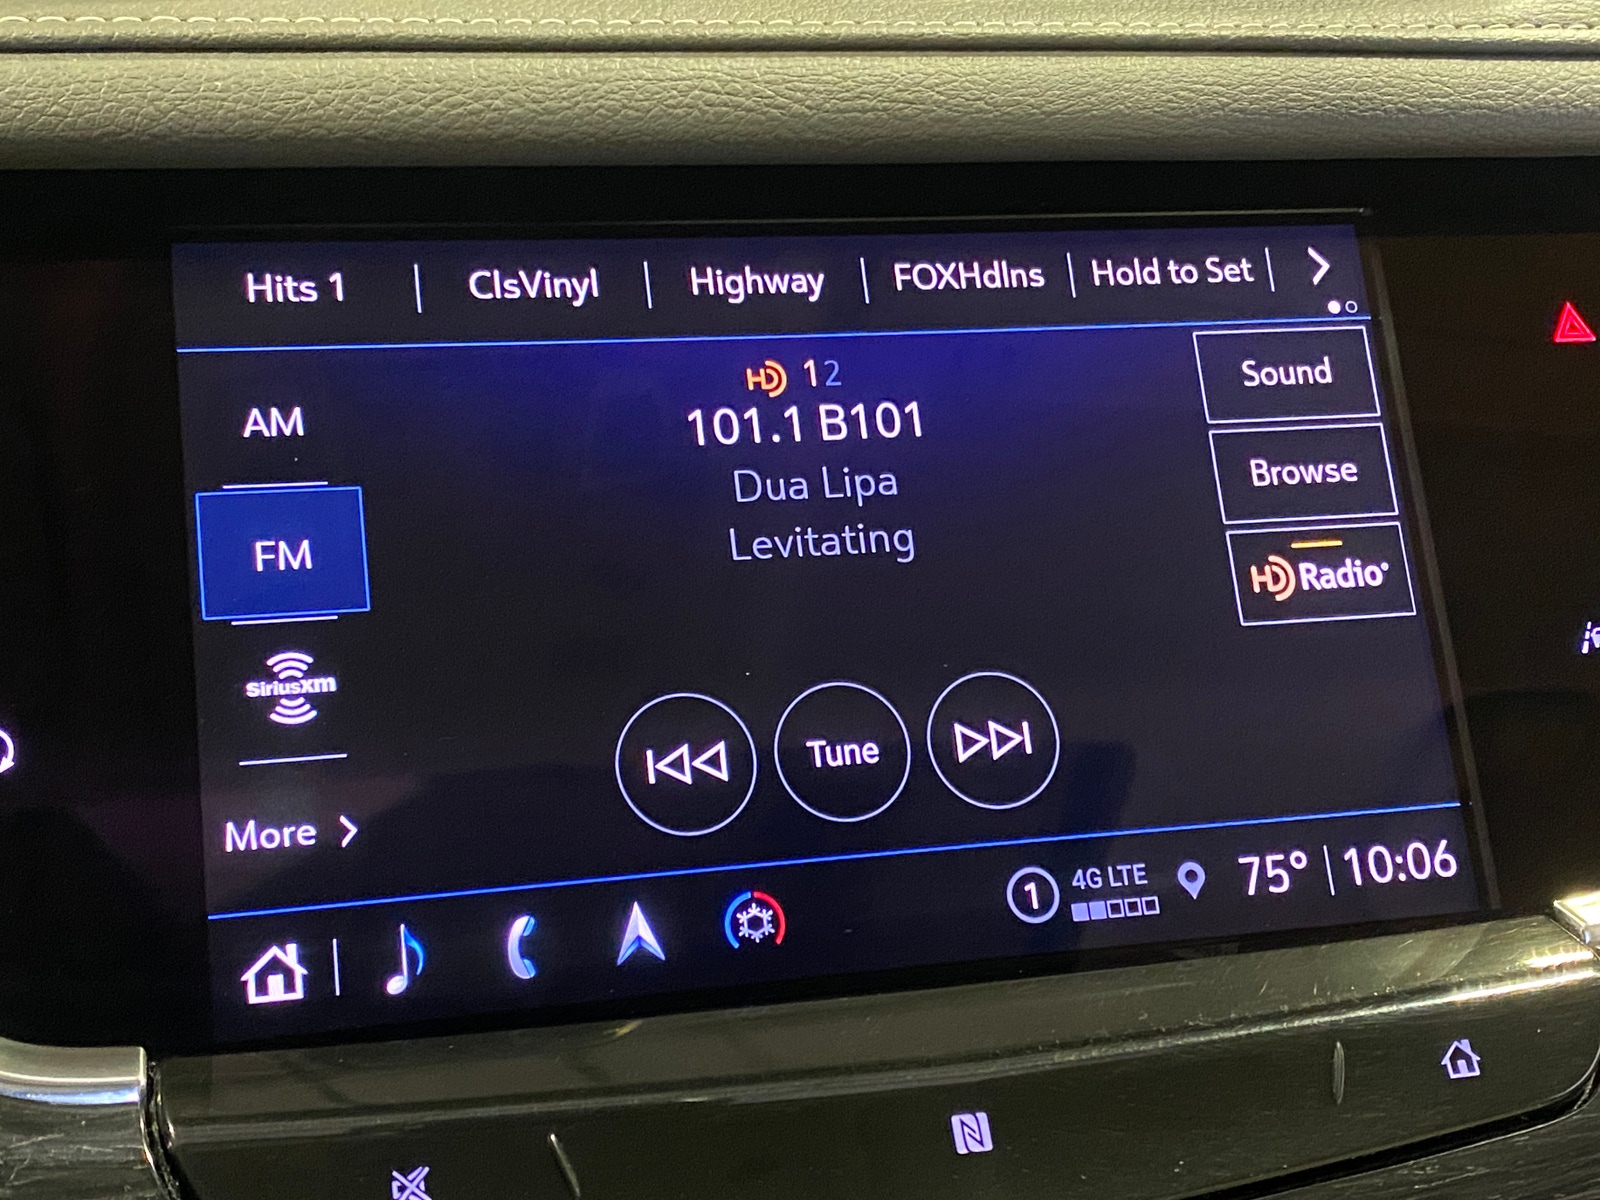 Hits 1 | ClsVinyl | Highway | FOXHdlns | Hold to Set |
AM
FM
SiriusXM
More
HD 1 2
101.1 B101
Dua Lipa
Levitating
Sound
Browse
HD Radio
Tune
1 4G LTE 75° | 10:06